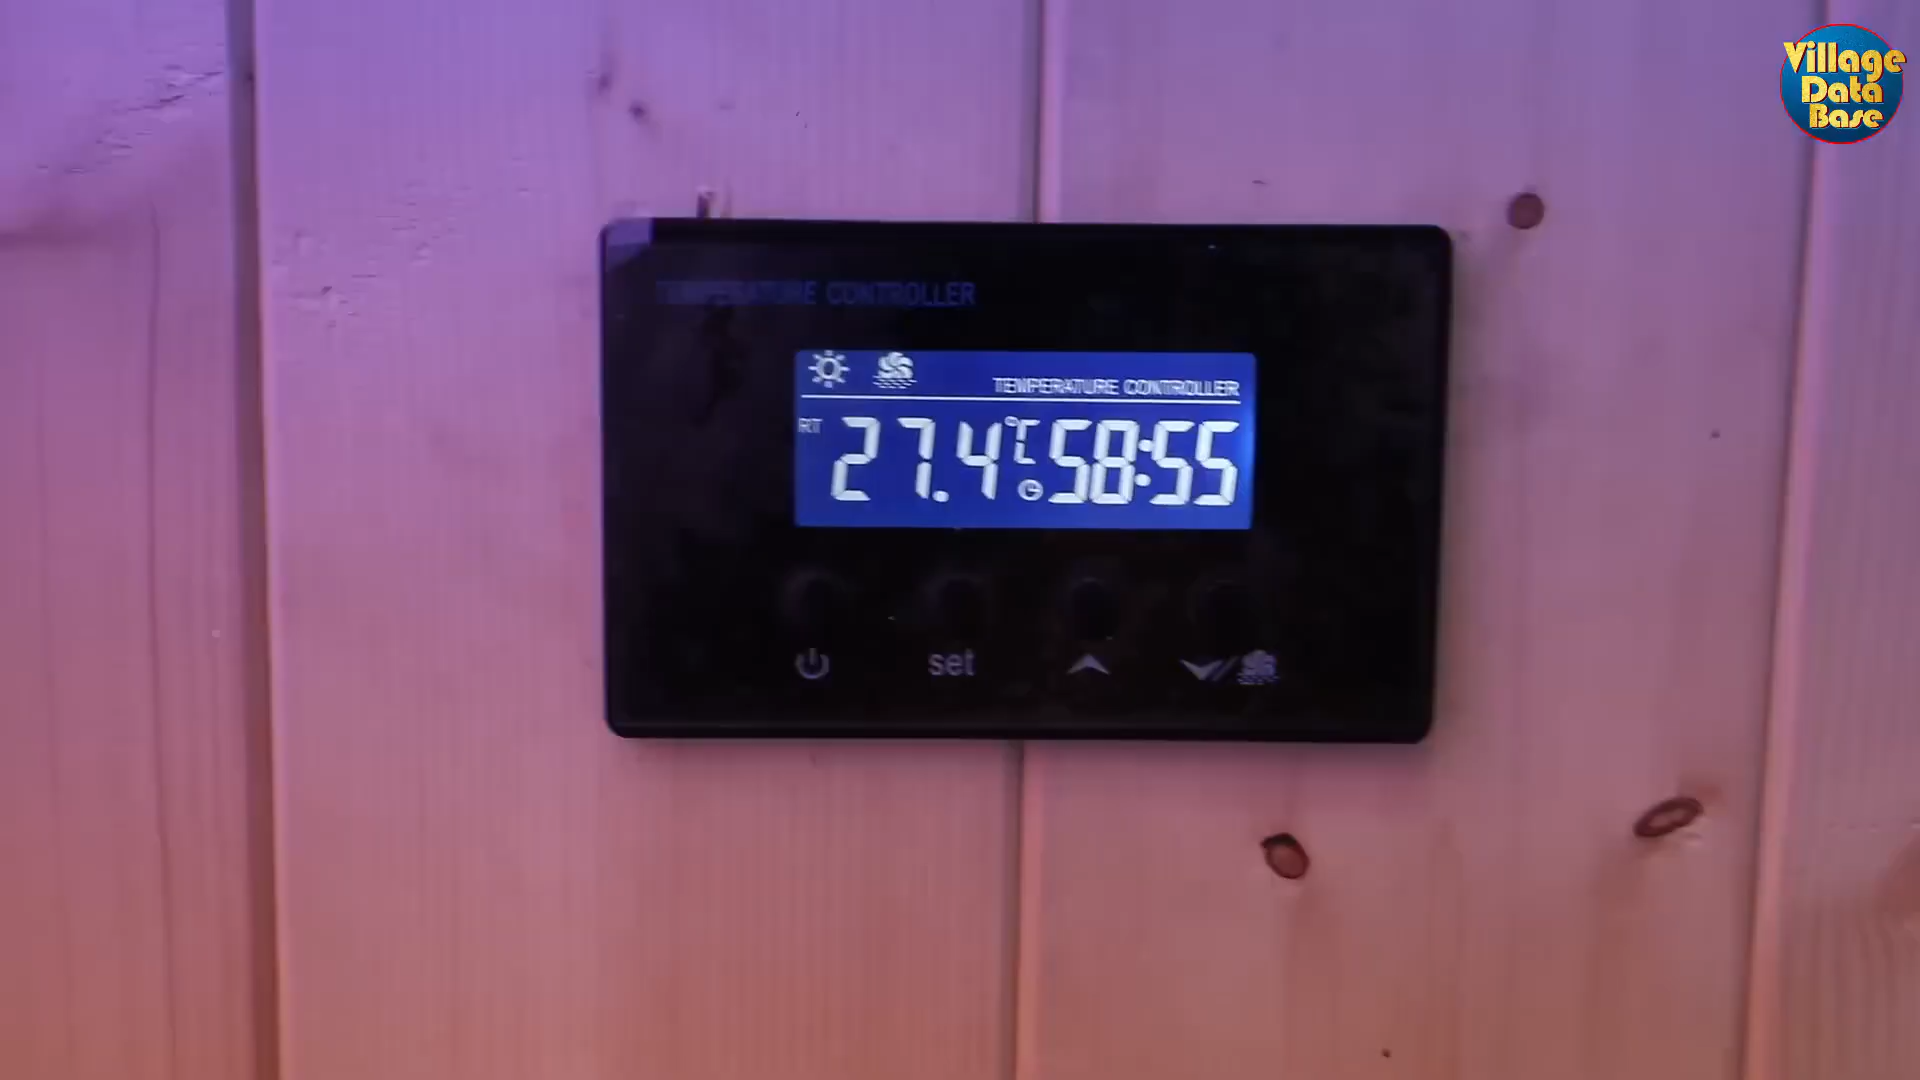 Village
Data
Base
TEMPERATURE CONTROLLER
TEMPERATURE CONTROLLER
RT 27.4°C 58:55
set